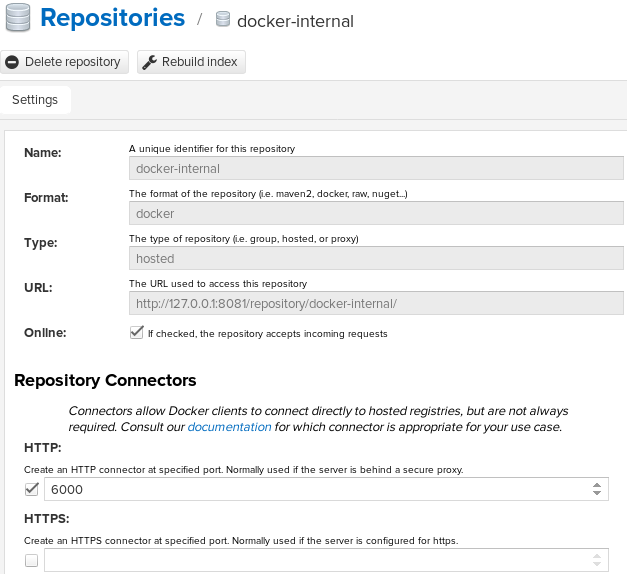 Repositories / docker-internal
Delete repository Rebuild index
Settings
Name: A unique identifier for this repository
docker-internal
Format: The format of the repository (i.e. maven2, docker, raw, nuget...)
docker
Type: The type of repository (i.e. group, hosted, or proxy)
hosted
URL: The URL used to access this repository
http://127.0.0.1:8081/repository/docker-internal/
Online: If checked, the repository accepts incoming requests
Repository Connectors
Connectors allow Docker clients to connect directly to hosted registries, but are not always
required. Consult our documentation for which connector is appropriate for your use case.
HTTP:
Create an HTTP connector at specified port. Normally used if the server is behind a secure proxy.
6000
HTTPS:
Create an HTTPS connector at specified port. Normally used if the server is configured for https.